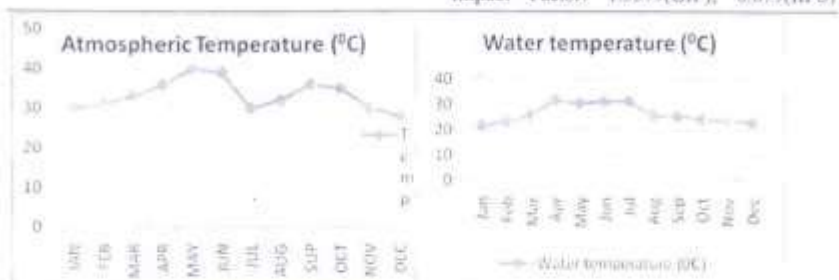 Atmospheric Temperature (⁰C)
50
40
30
20
10
0
JAN
FEB
MAR
APR
MAY
JUN
JUL
AUG
SUP
OCT
NOV
DEC
T
e
m
p
Water temperature (⁰C)
40
30
20
10
0
Jan
Feb
Mar
Apr
May
Jun
Jul
Aug
Sep
Oct
Nov
Dec
Water temperature (0C)